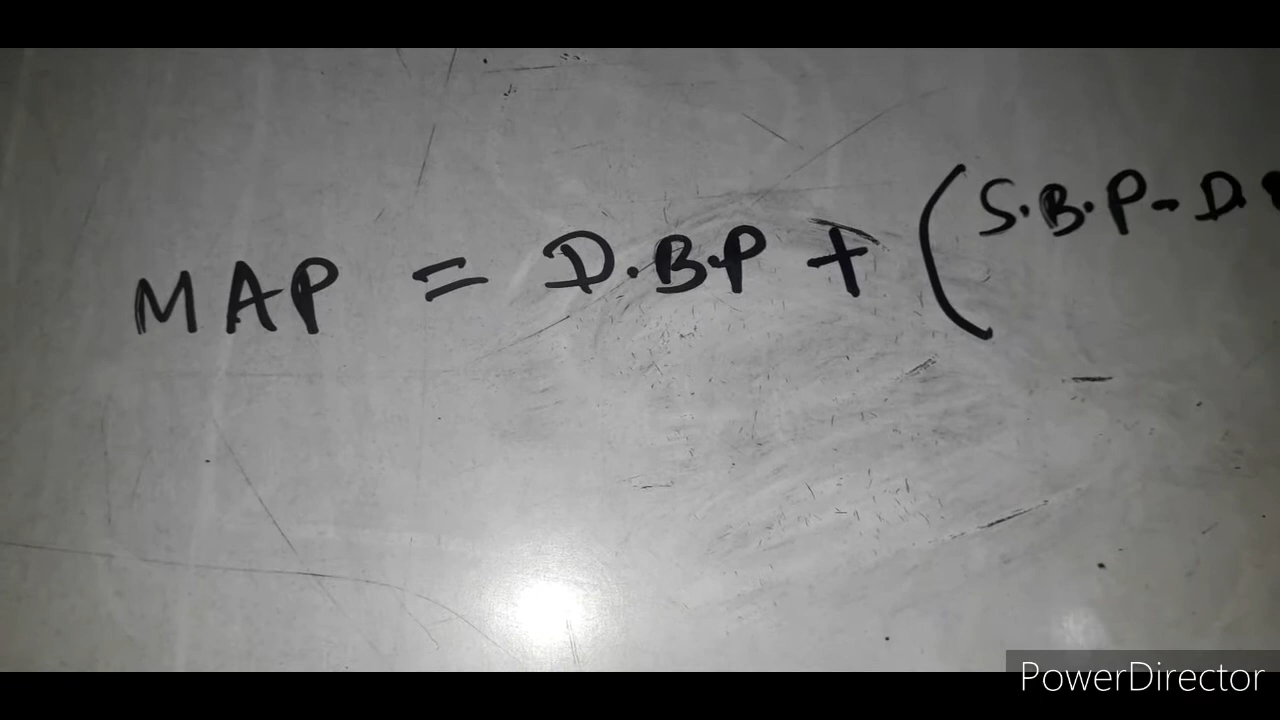 MAP = D.B.P + (S.B.P - D.
PowerDirector